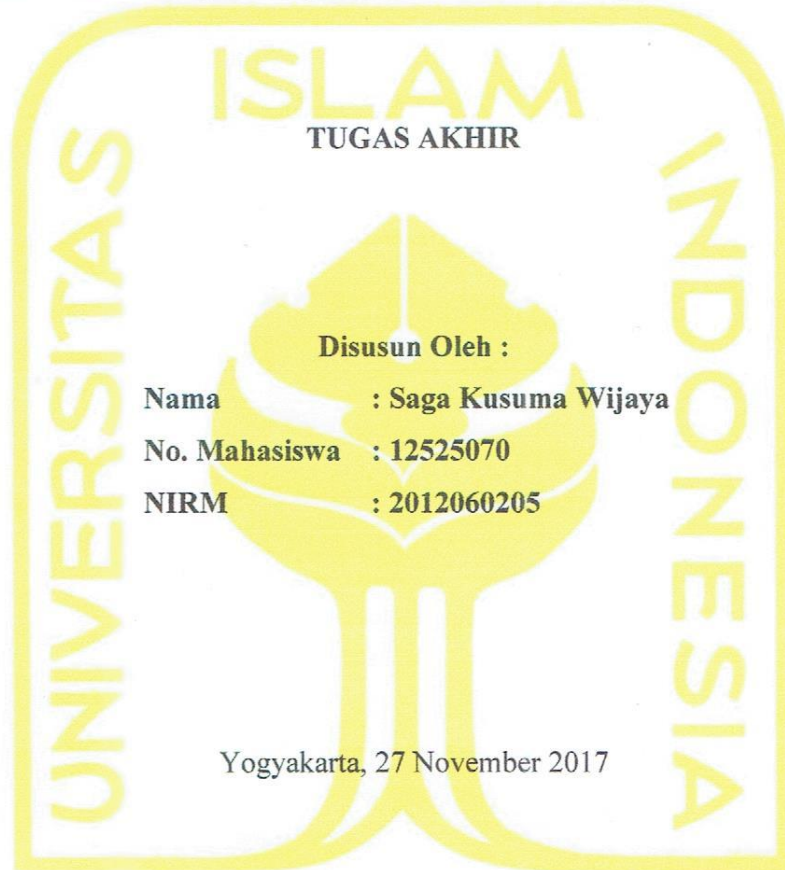 UNIVERSITAS
ISLAM
INDONESIA
TUGAS AKHIR
Disusun Oleh :
Nama : Saga Kusuma Wijaya
No. Mahasiswa : 12525070
NIRM : 2012060205
Yogyakarta, 27 November 2017